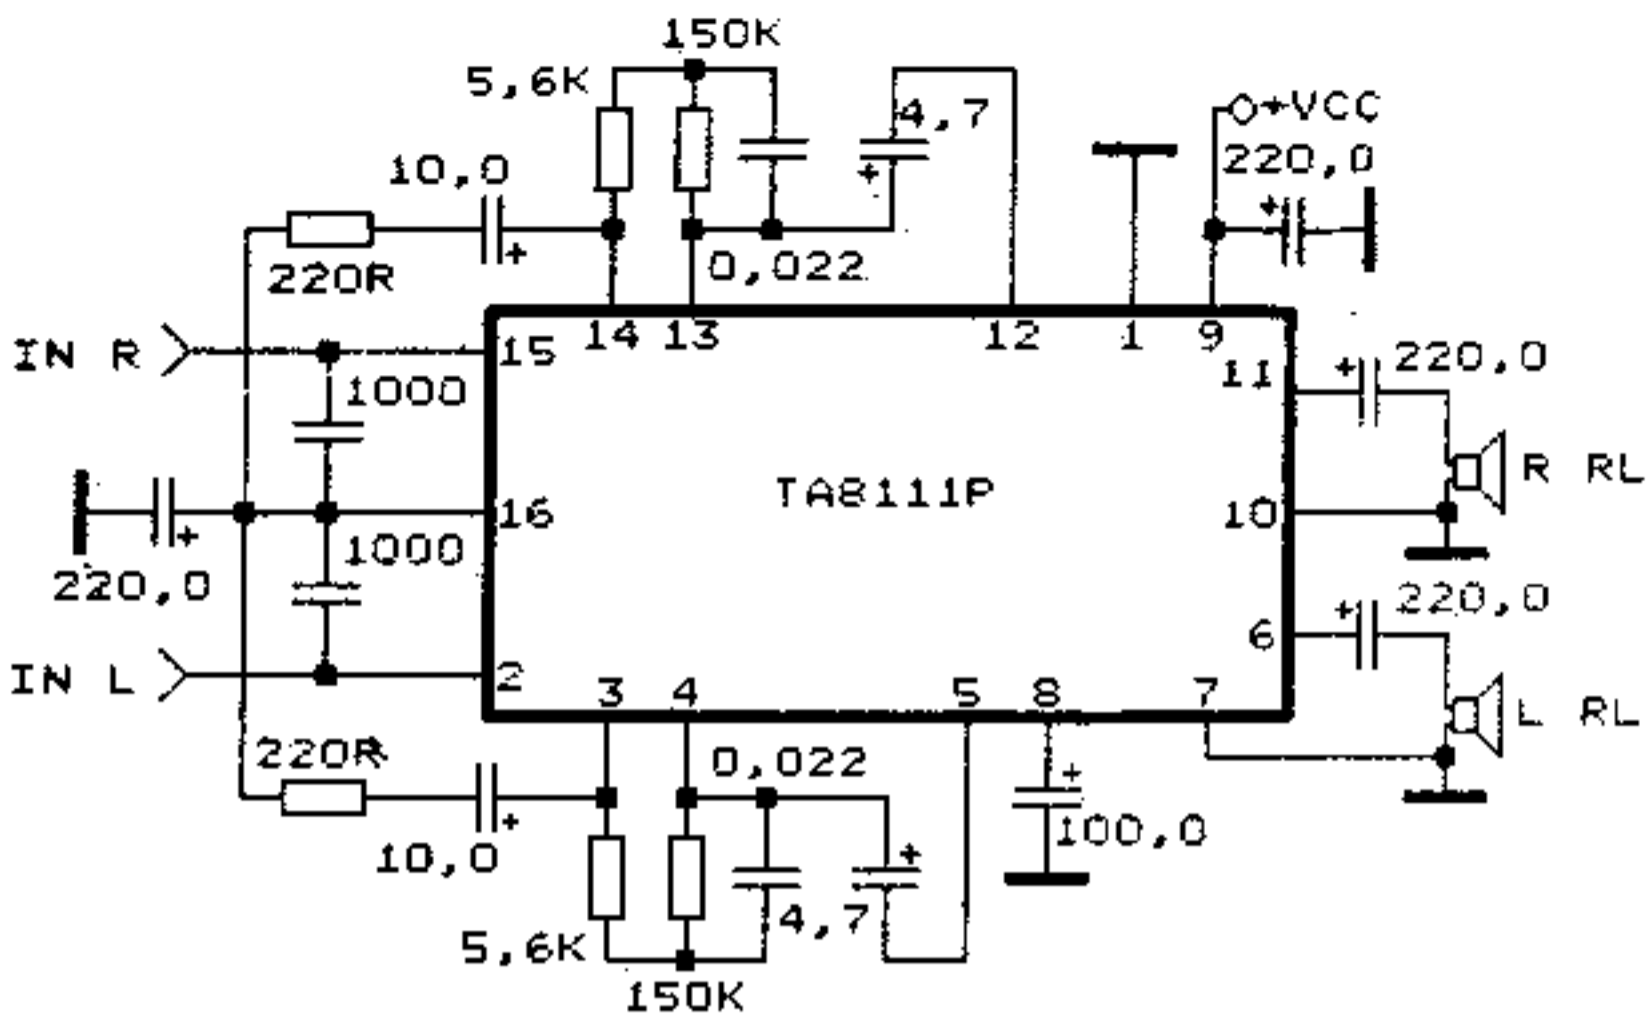 150K
5,6K
4,7
+VCC
10,0
220,0
+
+
220R
+
0,022
14 13 12 1 9
IN R
15
11
+
220,0
1000
R RL
TA8111P
16
10
+
1000
220,0
220,0
+
6
IN L
2
3 4 5 8 7
L RL
220R
0,022
+
+
100,0
10,0
+
4,7
5,6K
150K